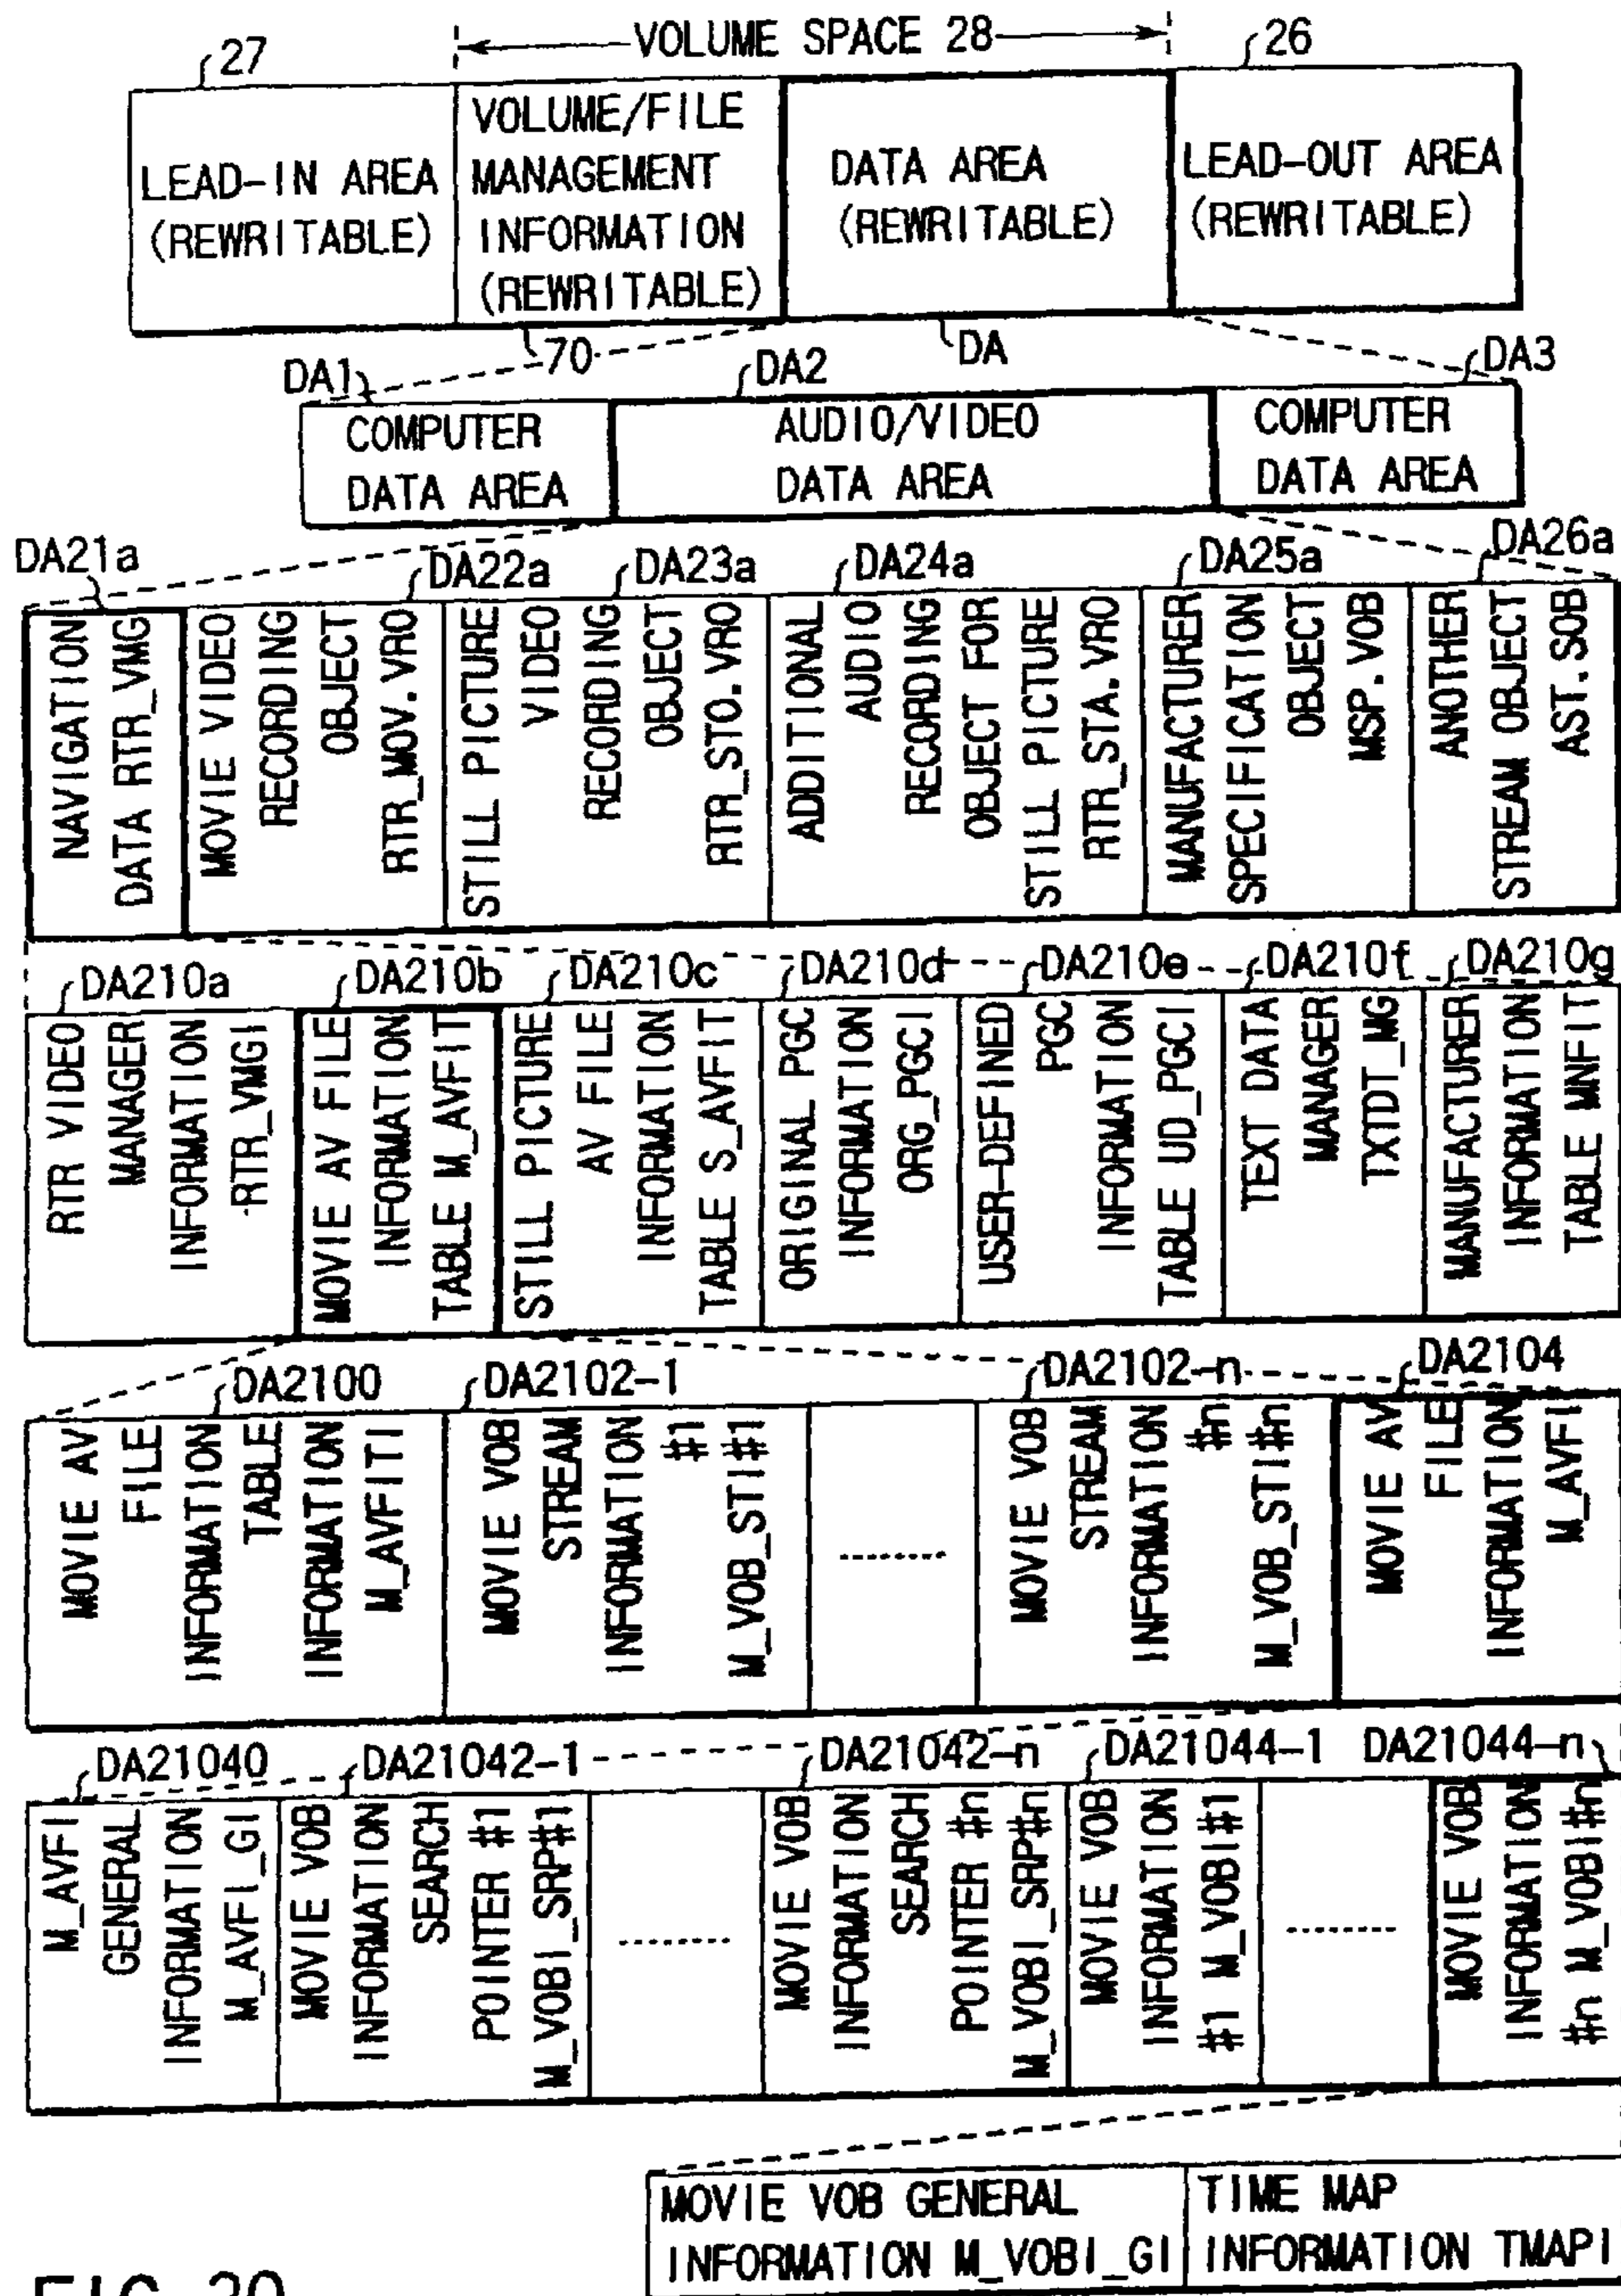 27
VOLUME SPACE 28
26
LEAD-IN AREA
(REWRITABLE)
VOLUME/FILE
MANAGEMENT
INFORMATION
(REWRITABLE)
DATA AREA
(REWRITABLE)
LEAD-OUT AREA
(REWRITABLE)
70
DA
DA1
DA2
DA3
COMPUTER
DATA AREA
AUDIO/VIDEO
DATA AREA
COMPUTER
DATA AREA
DA21a
DA22a
DA23a
DA24a
DA25a
DA26a
NAVIGATION
DATA RTR_VMG
MOVIE VIDEO
RECORDING
OBJECT
RTR_MOV.VRO
STILL PICTURE
VIDEO
RECORDING
OBJECT
RTR_STO.VRO
ADDITIONAL
AUDIO
RECORDING
OBJECT FOR
STILL PICTURE
RTR_STA.VRO
MANUFACTURER
SPECIFICATION
OBJECT
MSP.VOB
ANOTHER
STREAM OBJECT
AST.SOB
DA210a
DA210b
DA210c
DA210d
DA210e
DA210f
DA210g
RTR VIDEO
MANAGER
INFORMATION
RTR_VMGI
MOVIE AV FILE
INFORMATION
TABLE M_AVFIT
STILL PICTURE
AV FILE
INFORMATION
TABLE S_AVFIT
ORIGINAL PGC
INFORMATION
ORG_PGCI
USER-DEFINED
PGC
INFORMATION
TABLE UD_PGCI
TEXT DATA
MANAGER
TXTDT_MG
MANUFACTURER
INFORMATION
TABLE MNFIT
DA2100
DA2102-1
DA2102-n
DA2104
MOVIE AV
FILE
INFORMATION
TABLE
INFORMATION
M_AVFITI
MOVIE VOB
STREAM
INFORMATION
#1
M_VOB_STI#1
.........
MOVIE VOB
STREAM
INFORMATION
#n
M_VOB_STI#n
MOVIE AV
FILE
INFORMATION
M_AVFI
DA21040
DA21042-1
DA21042-n
DA21044-1
DA21044-n
M_AVFI
GENERAL
INFORMATION
M_AVFI_GI
MOVIE VOB
INFORMATION
SEARCH
POINTER #1
M_VOBI_SRP#1
.........
MOVIE VOB
INFORMATION
SEARCH
POINTER #n
M_VOBI_SRP#n
MOVIE VOB
INFORMATION
#1 M_VOBI#1
.........
MOVIE VOB
INFORMATION
#n M_VOBI#n
MOVIE VOB GENERAL
INFORMATION M_VOBI_GI
TIME MAP
INFORMATION TMAPI